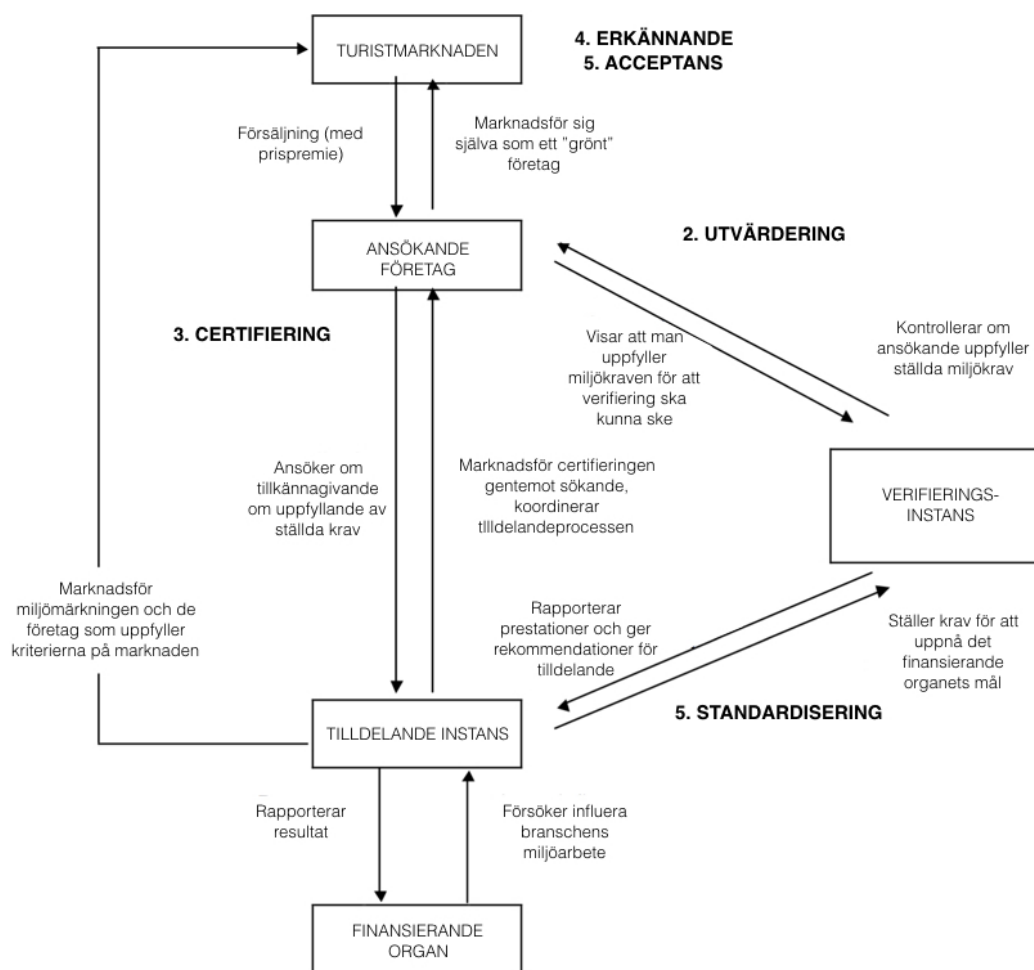 TURISTMARKNADEN
4. ERKÄNNANDE
5. ACCEPTANS
Försäljning (med
prispremie)
Marknadsför sig
själva som ett "grönt"
företag
ANSÖKANDE
FÖRETAG
2. UTVÄRDERING
3. CERTIFIERING
Visar att man
uppfyller
miljökraven för att
verifiering ska
kunna ske
Kontrollerar om
ansökande uppfyller
ställda miljökrav
Ansöker om
tillkännagivande
om uppfyllande av
ställda krav
Marknadsför certifieringen
gentemot sökande,
koordinerar
tllldelandeprocessen
VERIFIERINGS-
INSTANS
Marknadsför
miljömärkningen och de
företag som uppfyller
kriterierna på marknaden
Rapporterar
prestationer och ger
rekommendationer för
tilldelande
Ställer krav för att
uppnå det
finansierande
organets mål
5. STANDARDISERING
TILLDELANDE INSTANS
Rapporterar
resultat
Försöker influera
branschens
miljöarbete
FINANSIERANDE
ORGAN